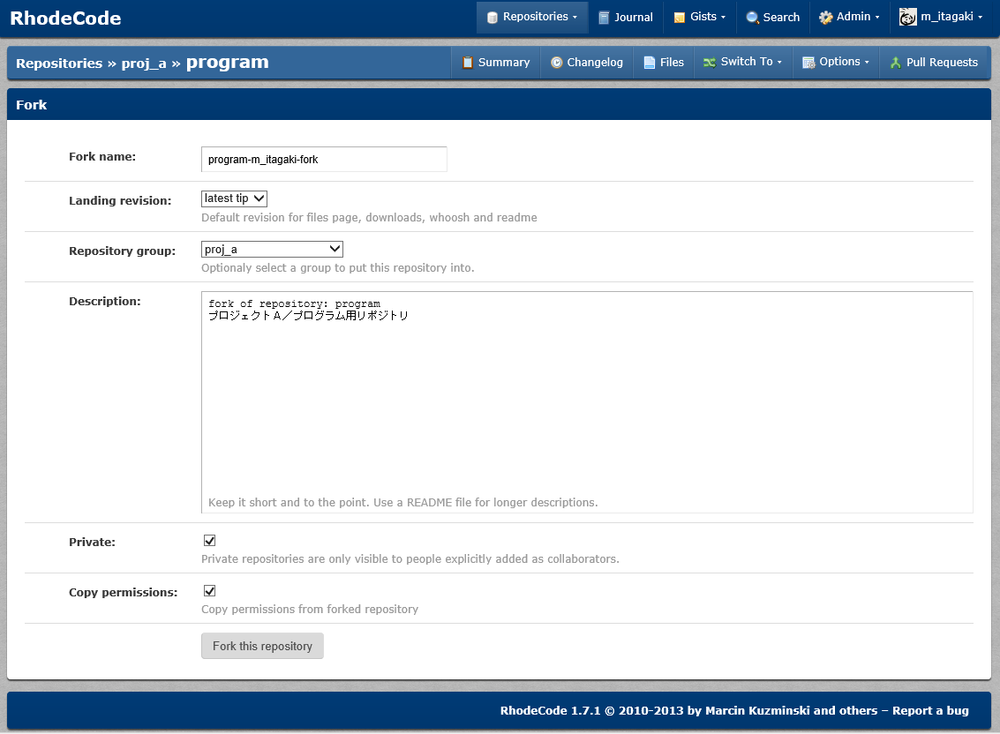 RhodeCode
Repositories
Journal
Gists
Search
Admin
m_itagaki
Repositories » proj_a » program
Summary
Changelog
Files
Switch To
Options
Pull Requests
Fork
Fork name:
program-m_itagaki-fork
Landing revision:
latest tip
Default revision for files page, downloads, whoosh and readme
Repository group:
proj_a
Optionaly select a group to put this repository into.
Description:
fork of repository: program
プロジェクトＡ／プログラム用リポジトリ
Keep it short and to the point. Use a README file for longer descriptions.
Private:
Private repositories are only visible to people explicitly added as collaborators.
Copy permissions:
Copy permissions from forked repository
Fork this repository
RhodeCode 1.7.1 © 2010-2013 by Marcin Kuzminski and others – Report a bug